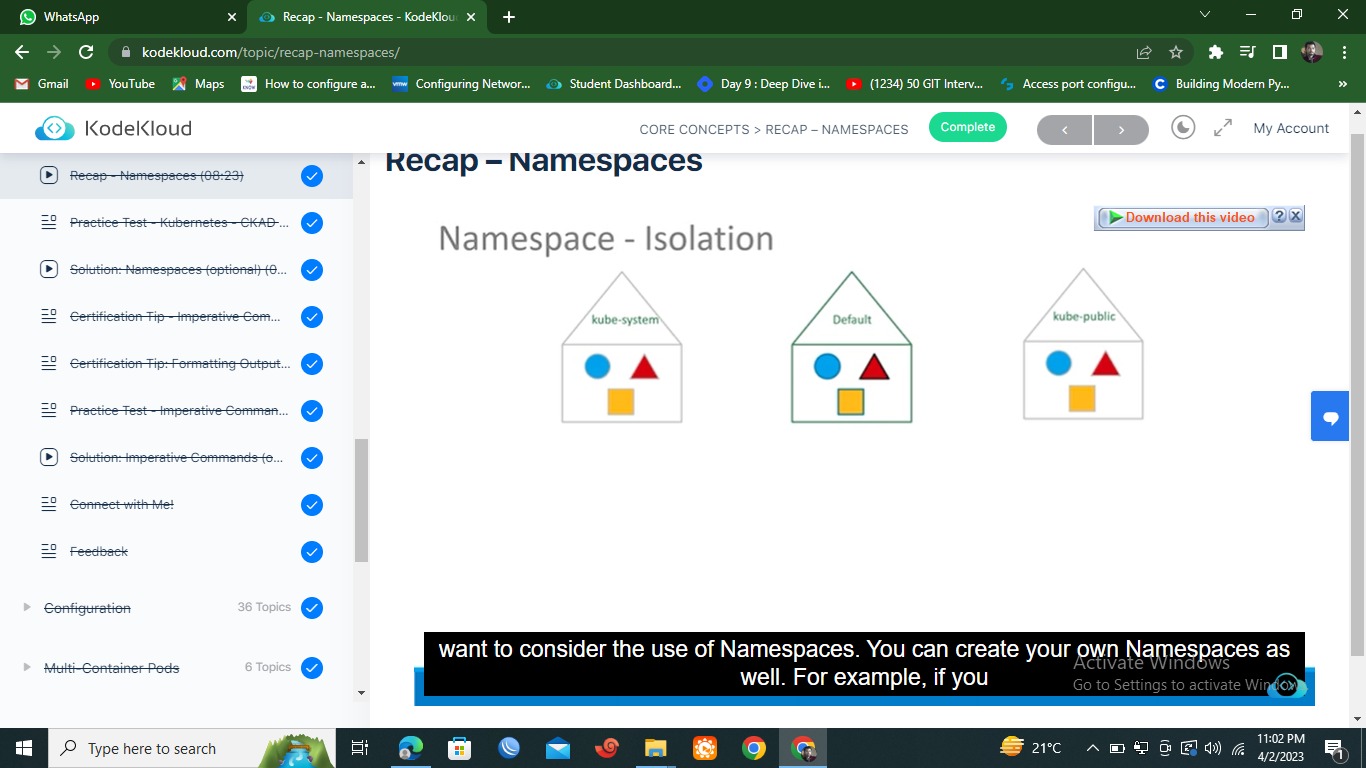 WhatsApp
Recap - Namespaces - KodeKlou
kodekloud.com/topic/recap-namespaces/
Gmail
YouTube
Maps
How to configure a...
Configuring Networ...
Student Dashboard...
Day 9 : Deep Dive i...
(1234) 50 GIT Interv...
Access port configu...
Building Modern Py...
KodeKloud
CORE CONCEPTS > RECAP – NAMESPACES
Complete
My Account
Recap - Namespaces (08:23)
Practice Test - Kubernetes - CKAD ...
Solution: Namespaces (optional) (0...
Certification Tip - Imperative Com...
Certification Tip: Formatting Output...
Practice Test - Imperative Comman...
Solution: Imperative Commands (o...
Connect with Me!
Feedback
Configuration
36 Topics
Multi-Container Pods
6 Topics
Recap – Namespaces
Download this video
?
X
Namespace - Isolation
kube-system
Default
kube-public
want to consider the use of Namespaces. You can create your own Namespaces as
well. For example, if you
Activate Windows
Go to Settings to activate Windows.
Type here to search
21°C
11:02 PM
4/2/2023
1